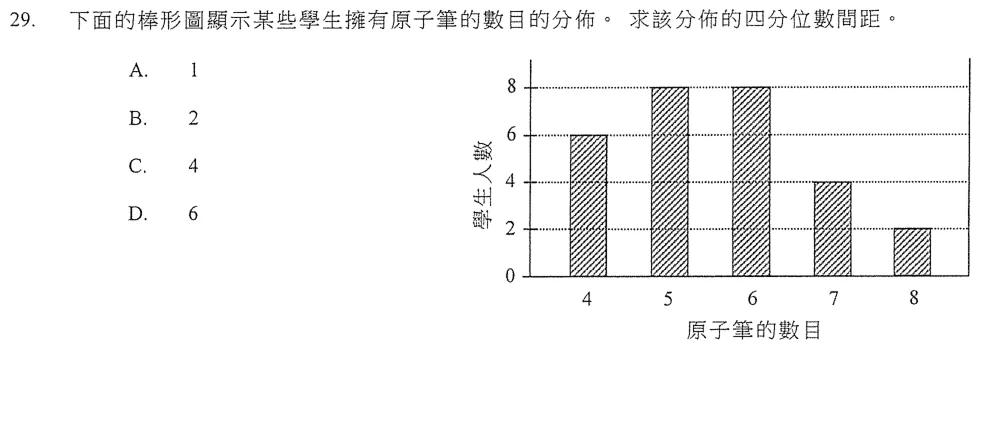 29. 下面的棒形圖顯示某些學生擁有原子筆的數目的分佈。 求該分佈的四分位數間距。
A. 1
B. 2
C. 4
D. 6
學生人數
8
6
4
2
0
4 5 6 7 8
原子筆的數目